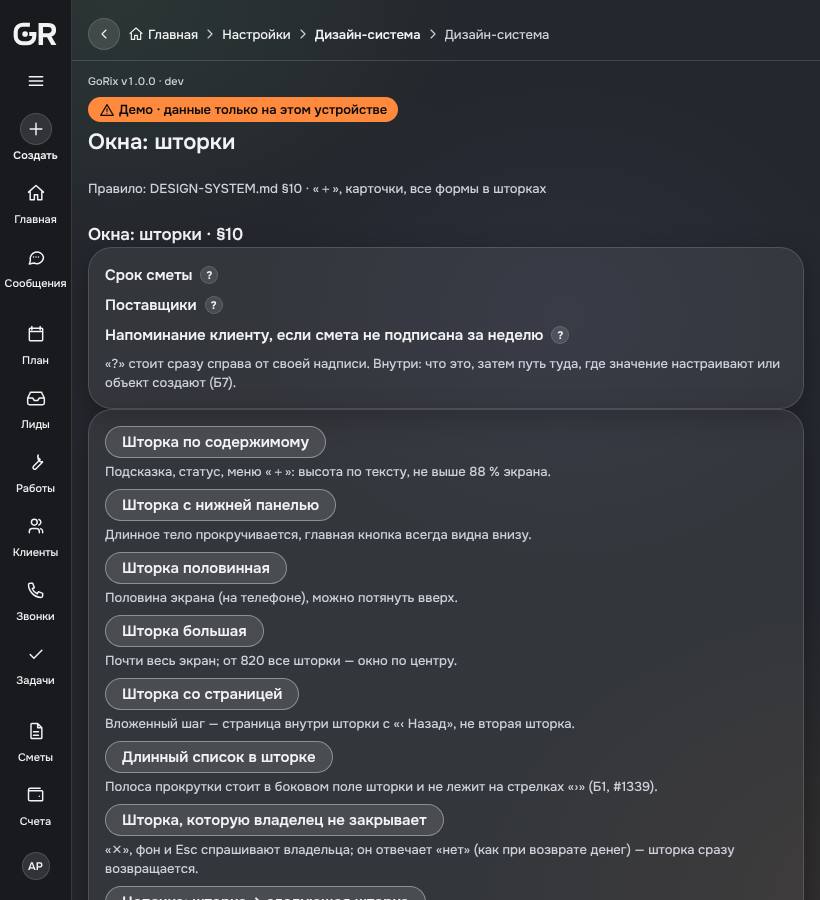 GR
Главная
Настройки
Дизайн-система
Дизайн-система
GoRix v1.0.0 · dev
Демо · данные только на этом устройстве
Окна: шторки
Правило: DESIGN-SYSTEM.md §10 · «+», карточки, все формы в шторках
Окна: шторки · §10
Срок сметы ?
Поставщики ?
Напоминание клиенту, если смета не подписана за неделю ?
«?» стоит сразу справа от своей надписи. Внутри: что это, затем путь туда, где значение настраивают или
объект создают (Б7).
Шторка по содержимому
Подсказка, статус, меню «+»: высота по тексту, не выше 88 % экрана.
Шторка с нижней панелью
Длинное тело прокручивается, главная кнопка всегда видна внизу.
Шторка половинная
Половина экрана (на телефоне), можно потянуть вверх.
Шторка большая
Почти весь экран; от 820 все шторки — окно по центру.
Шторка со страницей
Вложенный шаг — страница внутри шторки с «‹ Назад», не вторая шторка.
Длинный список в шторке
Полоса прокрутки стоит в боковом поле шторки и не лежит на стрелках «›» (Б1, #1339).
Шторка, которую владелец не закрывает
«×», фон и Esc спрашивают владельца; он отвечает «нет» (как при возврате денег) — шторка сразу
возвращается.
Создать
Главная
Сообщения
План
Лиды
Работы
Клиенты
Звонки
Задачи
Сметы
Счета
АР